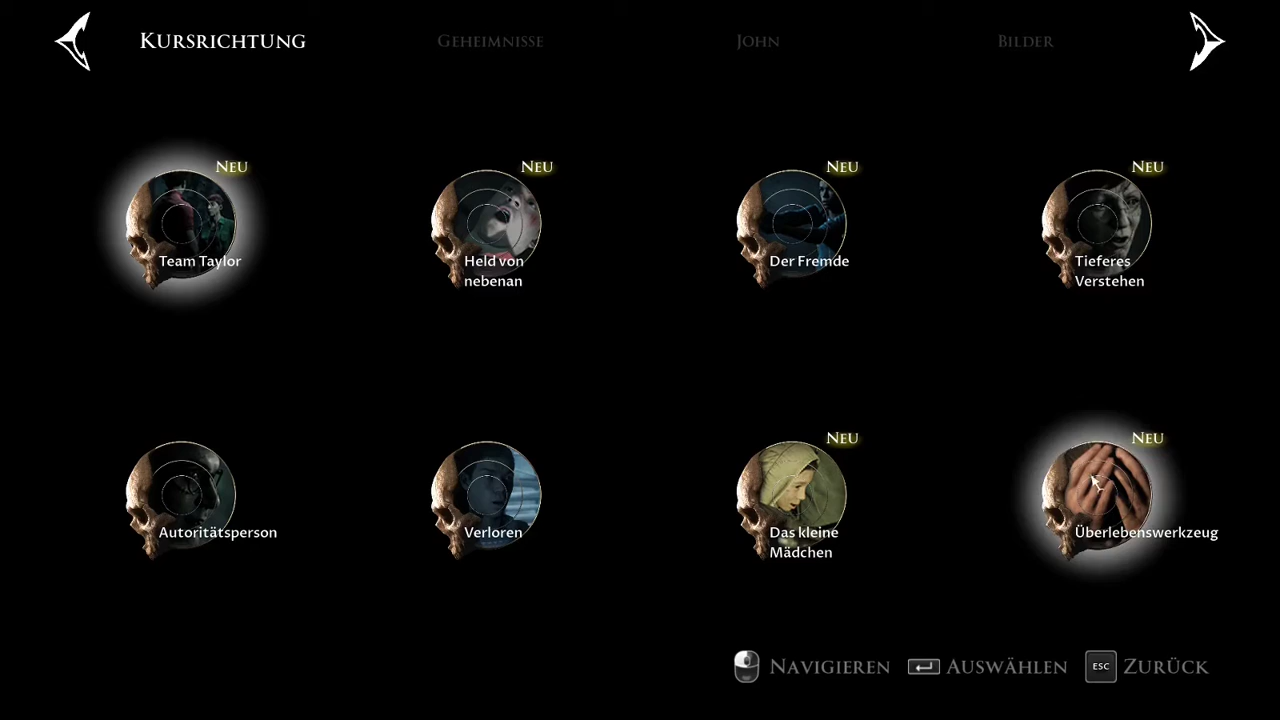 Kursrichtung
Geheimnisse
John
Bilder
Neu
Neu
Neu
Neu
Team Taylor
Held von
nebenan
Der Fremde
Tieferes
Verstehen
Neu
Neu
Autoritätsperson
Verloren
Das kleine
Mädchen
Überlebenswerkzeug
Navigieren
Auswählen
ESC
Zurück